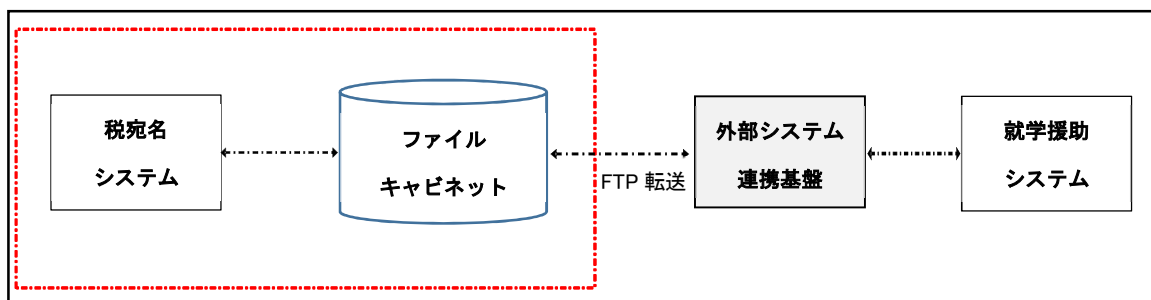 税宛名
システム
ファイル
キャビネット
FTP 転送
外部システム
連携基盤
就学援助
システム